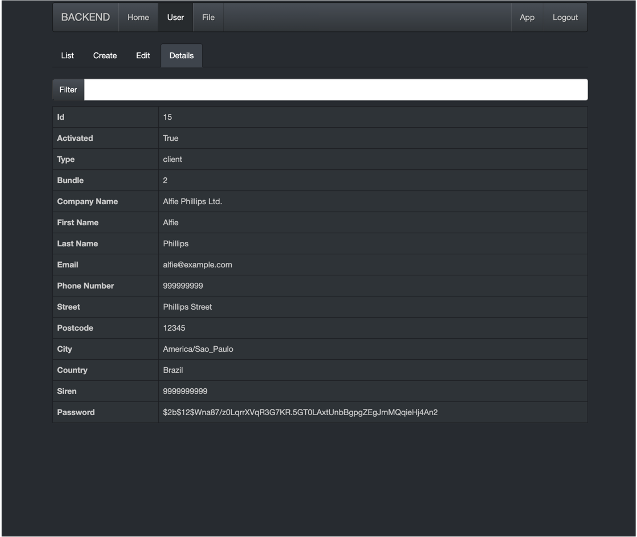 BACKEND Home User File App Logout
List Create Edit Details
Filter
Id 15
Activated True
Type client
Bundle 2
Company Name Alfie Phillips Ltd.
First Name Alfie
Last Name Phillips
Email alfie@example.com
Phone Number 999999999
Street Phillips Street
Postcode 12345
City America/Sao_Paulo
Country Brazil
Siren 9999999999
Password $2b$12$Wna87/z0LqrrXVqR3G7KR.5GT0LAxtUnbBgpgZEgJmMQqieHj4An2